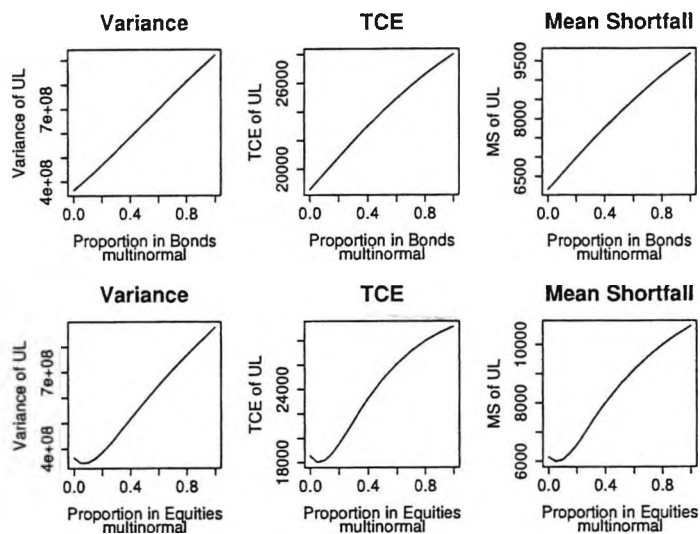 Variance
TCE
Mean Shortfall
Variance of UL
4e+08
7e+08
0.0
0.4
0.8
Proportion in Bonds
multinormal
TCE of UL
20000
26000
0.0
0.4
0.8
Proportion in Bonds
multinormal
MS of UL
6500
8000
9500
0.0
0.4
0.8
Proportion in Bonds
multinormal
Variance
TCE
Mean Shortfall
Variance of UL
4e+08
7e+08
0.0
0.4
0.8
Proportion in Equities
multinormal
TCE of UL
18000
24000
0.0
0.4
0.8
Proportion in Equities
multinormal
MS of UL
6000
8000
10000
0.0
0.4
0.8
Proportion in Equities
multinormal